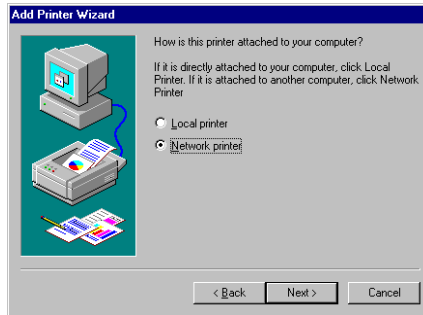 Add Printer Wizard
How is this printer attached to your computer?
If it is directly attached to your computer, click Local
Printer. If it is attached to another computer, click Network
Printer
Local printer
Network printer
< Back Next > Cancel